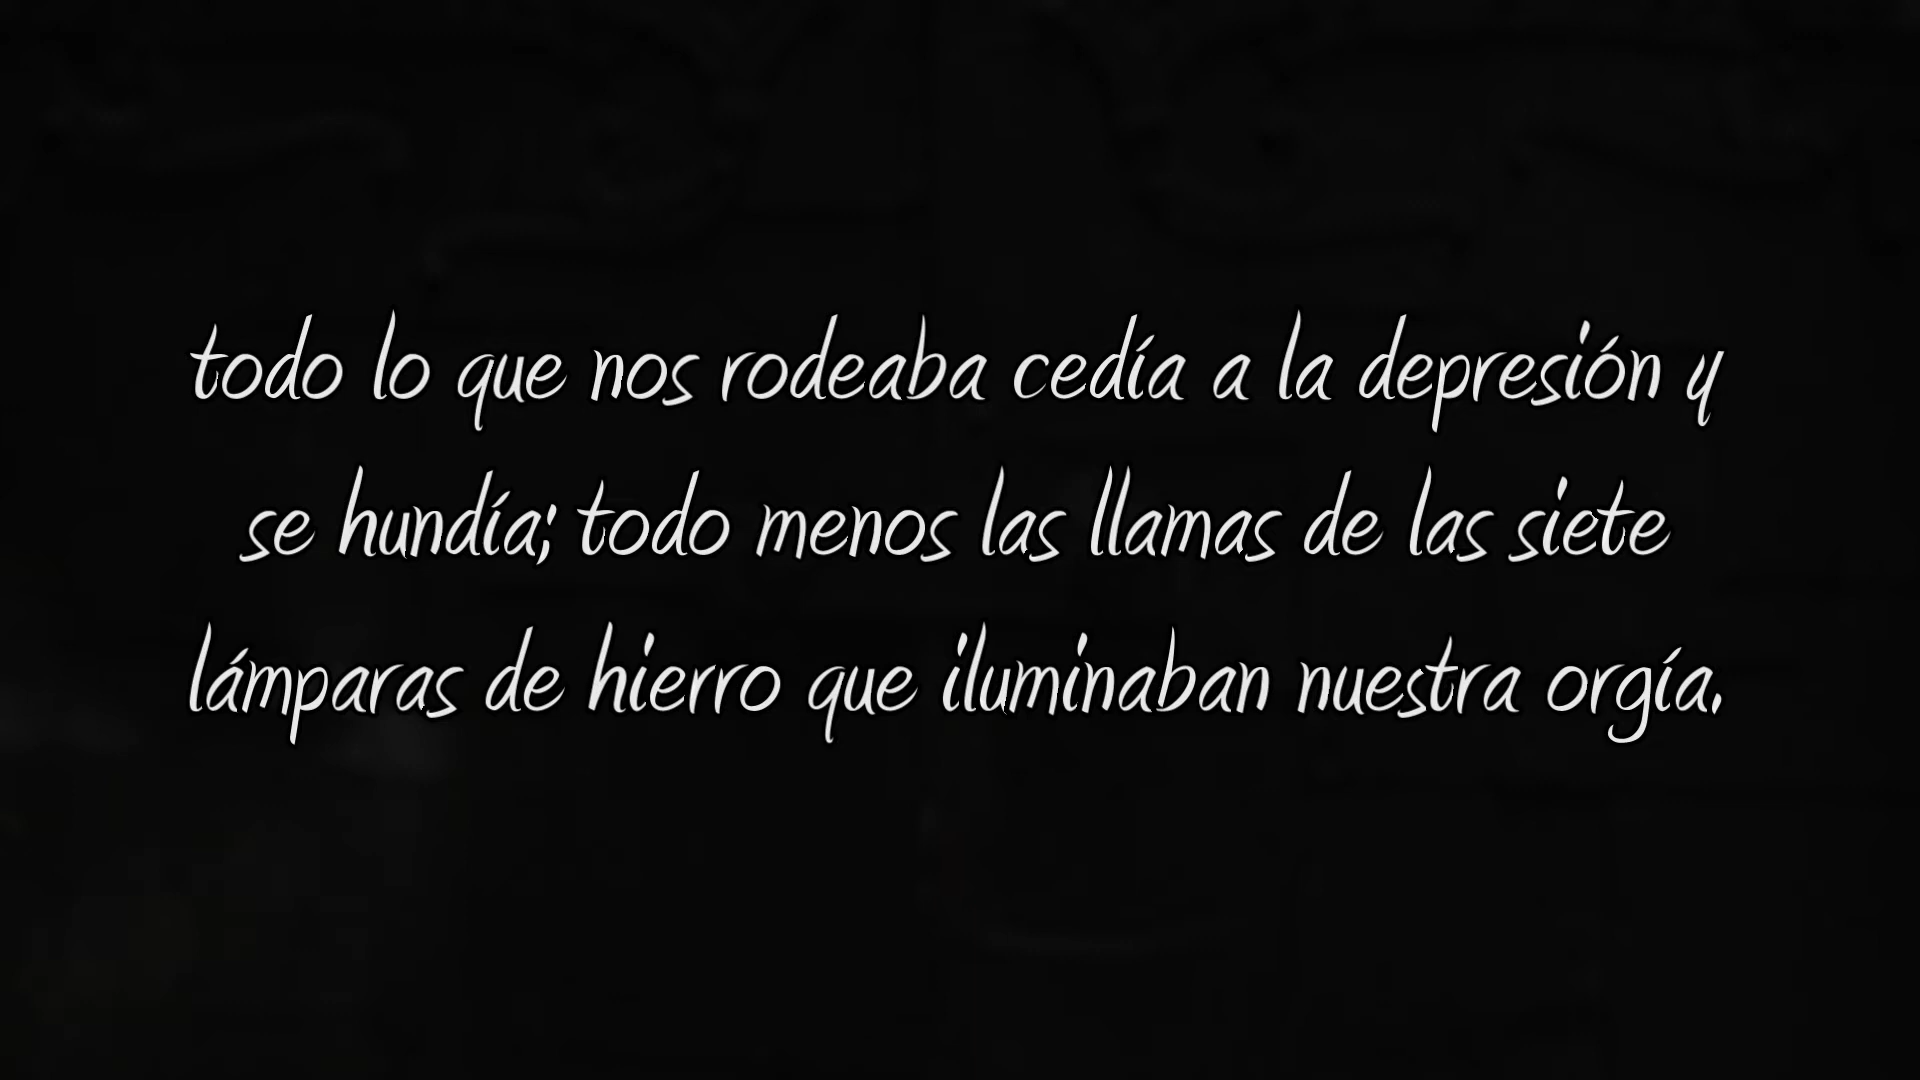 todo lo que nos rodeaba cedía a la depresión y
se hundía; todo menos las llamas de las siete
lámparas de hierro que iluminaban nuestra orgía.